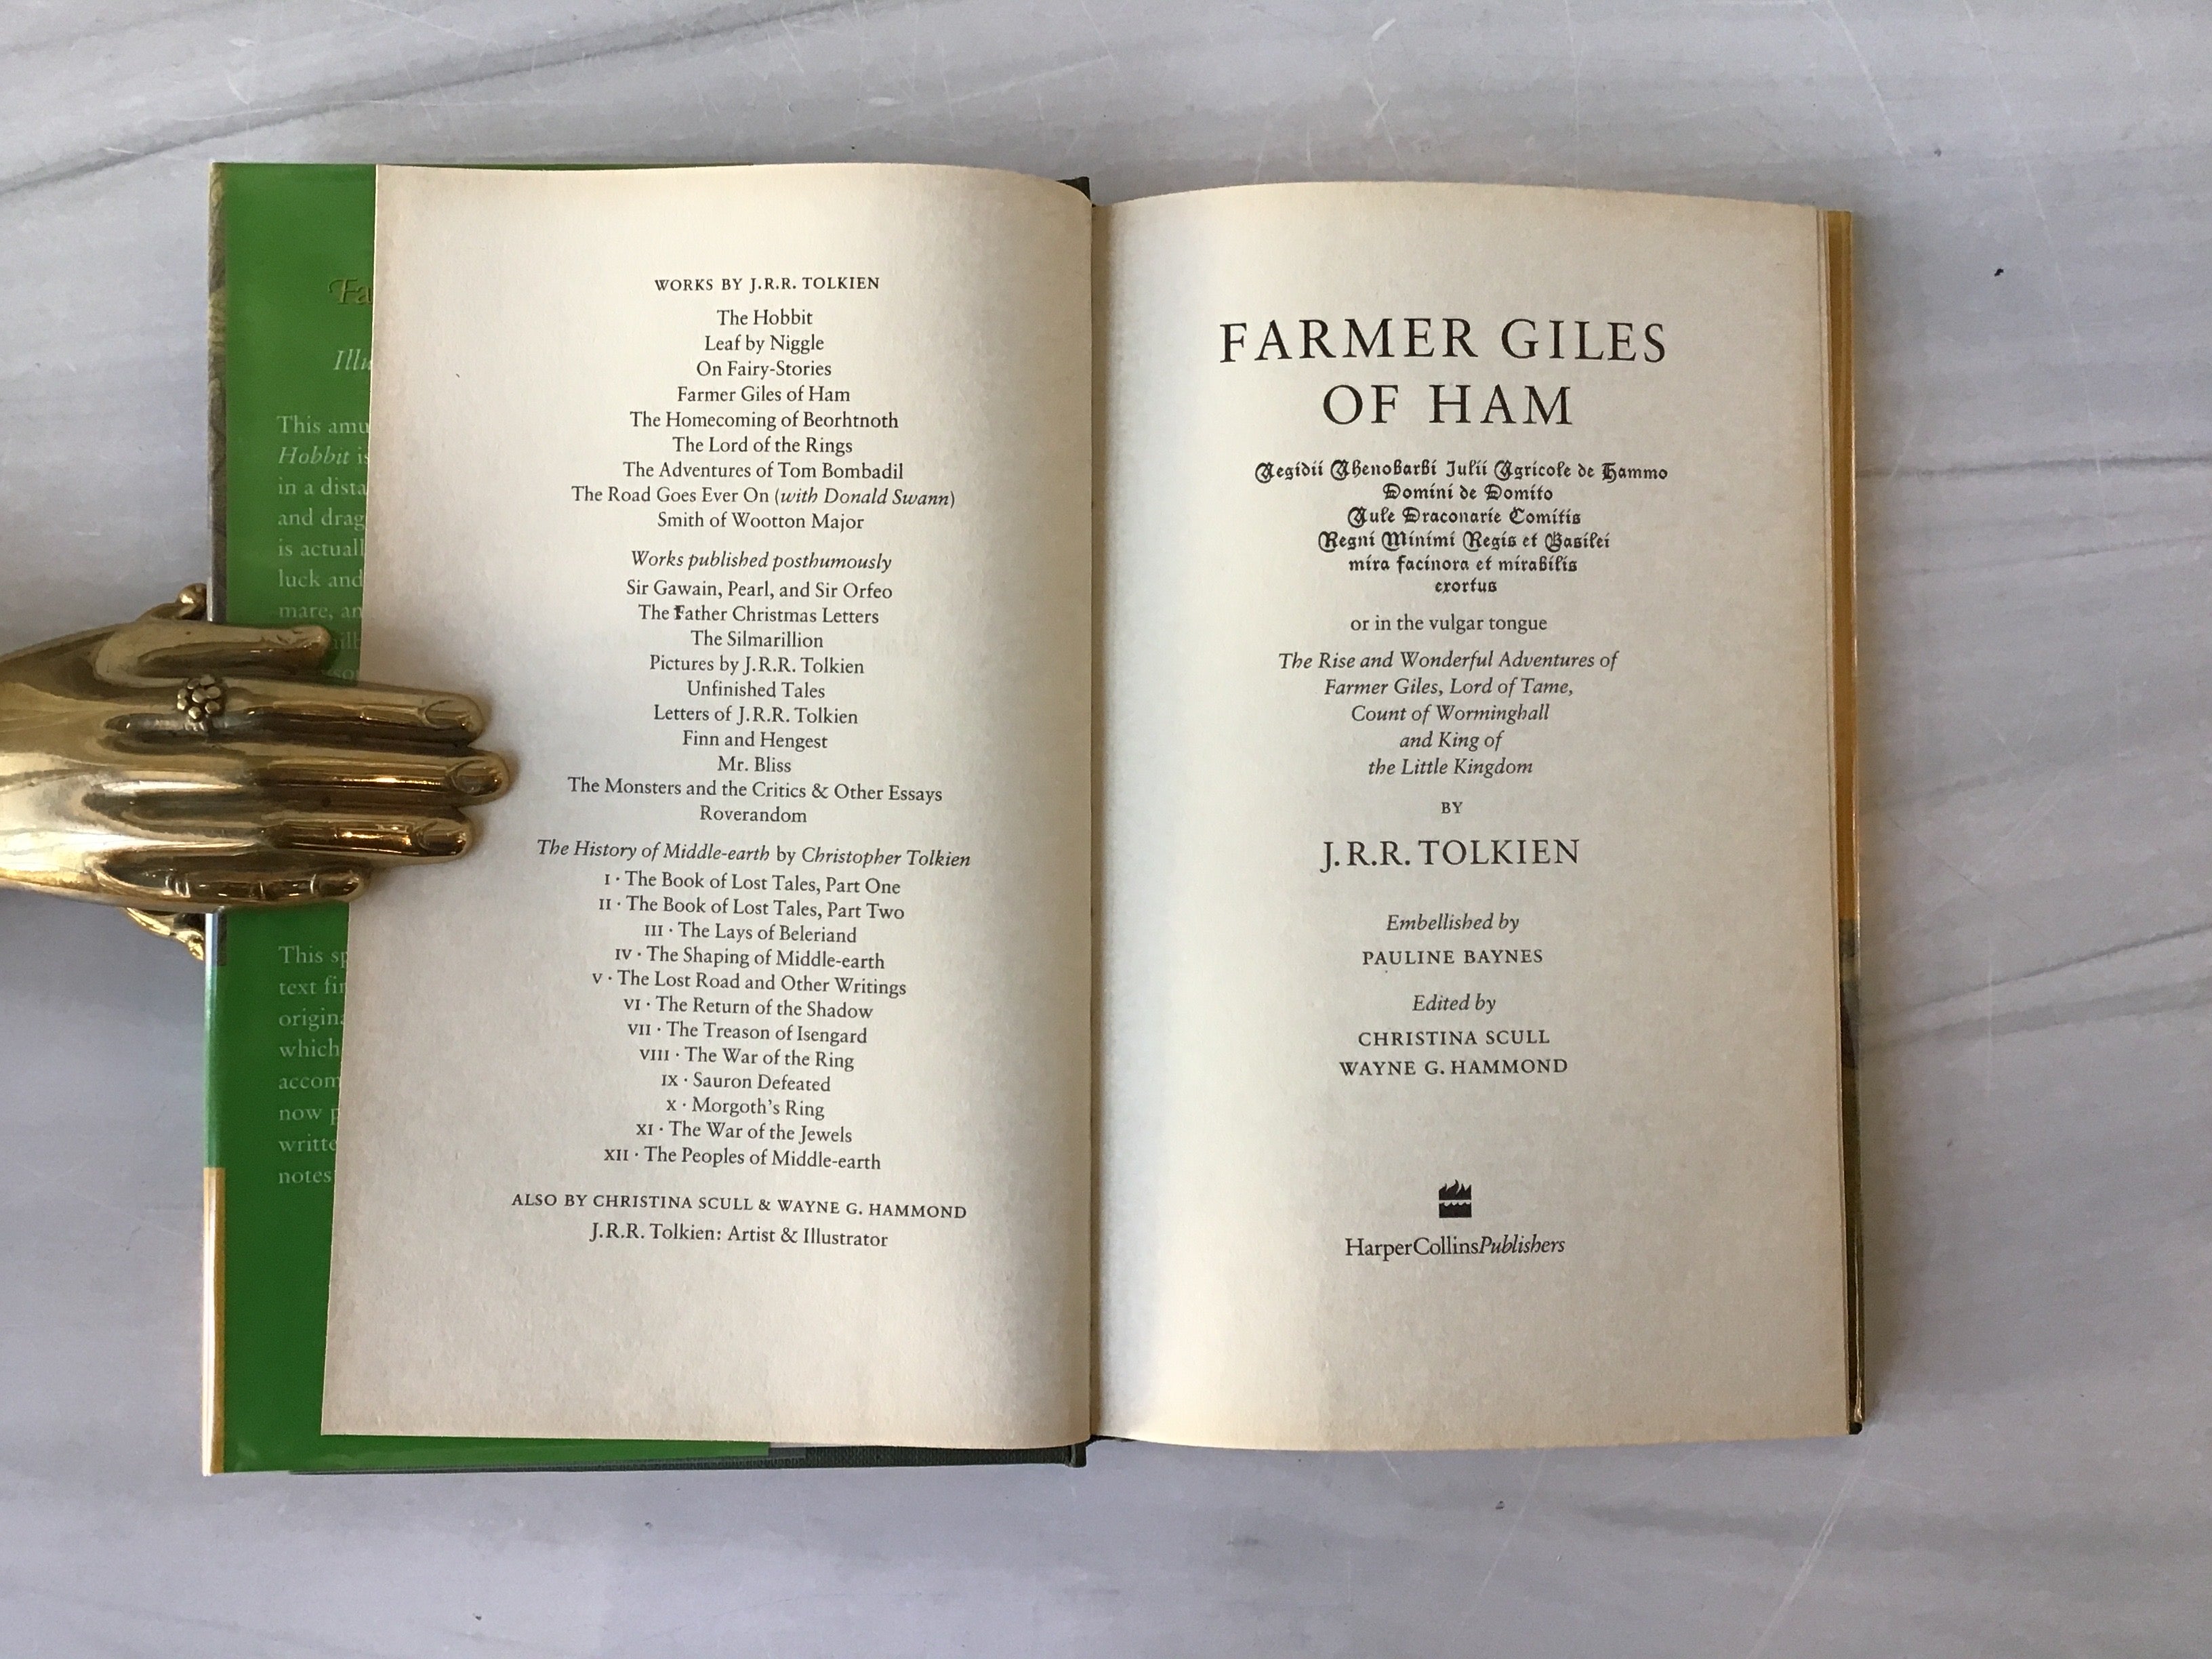 Fa
Illu
This amu
Hobbit is
in a dista
and drag
is actuall
luck and
mare, an
This sp
text fir
origina
which
accom
now p
writte
notes
WORKS BY J.R.R. TOLKIEN
The Hobbit
Leaf by Niggle
On Fairy-Stories
Farmer Giles of Ham
The Homecoming of Beorhtnoth
The Lord of the Rings
The Adventures of Tom Bombadil
The Road Goes Ever On (with Donald Swann)
Smith of Wootton Major
Works published posthumously
Sir Gawain, Pearl, and Sir Orfeo
The Father Christmas Letters
The Silmarillion
Pictures by J.R.R. Tolkien
Unfinished Tales
Letters of J.R.R. Tolkien
Finn and Hengest
Mr. Bliss
The Monsters and the Critics & Other Essays
Roverandom
The History of Middle-earth by Christopher Tolkien
I · The Book of Lost Tales, Part One
II · The Book of Lost Tales, Part Two
III · The Lays of Beleriand
IV · The Shaping of Middle-earth
V · The Lost Road and Other Writings
VI · The Return of the Shadow
VII · The Treason of Isengard
VIII · The War of the Ring
IX · Sauron Defeated
X · Morgoth's Ring
XI · The War of the Jewels
XII · The Peoples of Middle-earth
ALSO BY CHRISTINA SCULL & WAYNE G. HAMMOND
J.R.R. Tolkien: Artist & Illustrator
FARMER GILES
OF HAM
Aegidii Ahenobarbi Julii Agricole de Hammo
Domini de Domito
Aule Draconarie Comitis
Regni Minimi Regis et Basilei
mira facinora et mirabilis
exortus
or in the vulgar tongue
The Rise and Wonderful Adventures of
Farmer Giles, Lord of Tame,
Count of Worminghall
and King of
the Little Kingdom
BY
J.R.R. TOLKIEN
Embellished by
PAULINE BAYNES
Edited by
CHRISTINA SCULL
WAYNE G. HAMMOND
HarperCollinsPublishers